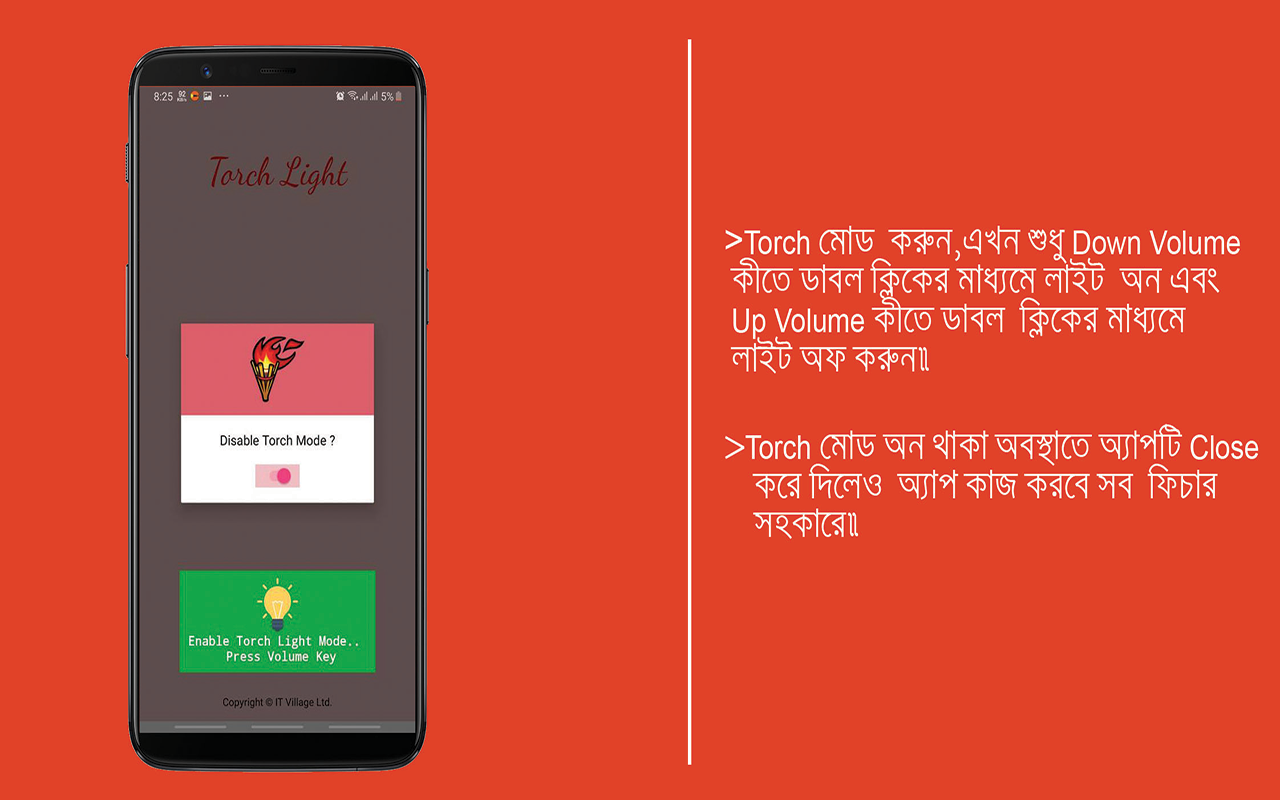 8:25 92 KB/s ... 5%
Torch Light
Disable Torch Mode ?
Enable Torch Light Mode..
Press Volume Key
Copyright © IT Village Ltd.
>Torch মোড করুন,এখন শুধু Down Volume
কীতে ডাবল ক্লিকের মাধ্যমে লাইট অন এবং
Up Volume কীতে ডাবল ক্লিকের মাধ্যমে
লাইট অফ করুন৷৷
>Torch মোড অন থাকা অবস্থাতে অ্যাপটি Close
করে দিলেও অ্যাপ কাজ করবে সব ফিচার
সহকারে৷৷